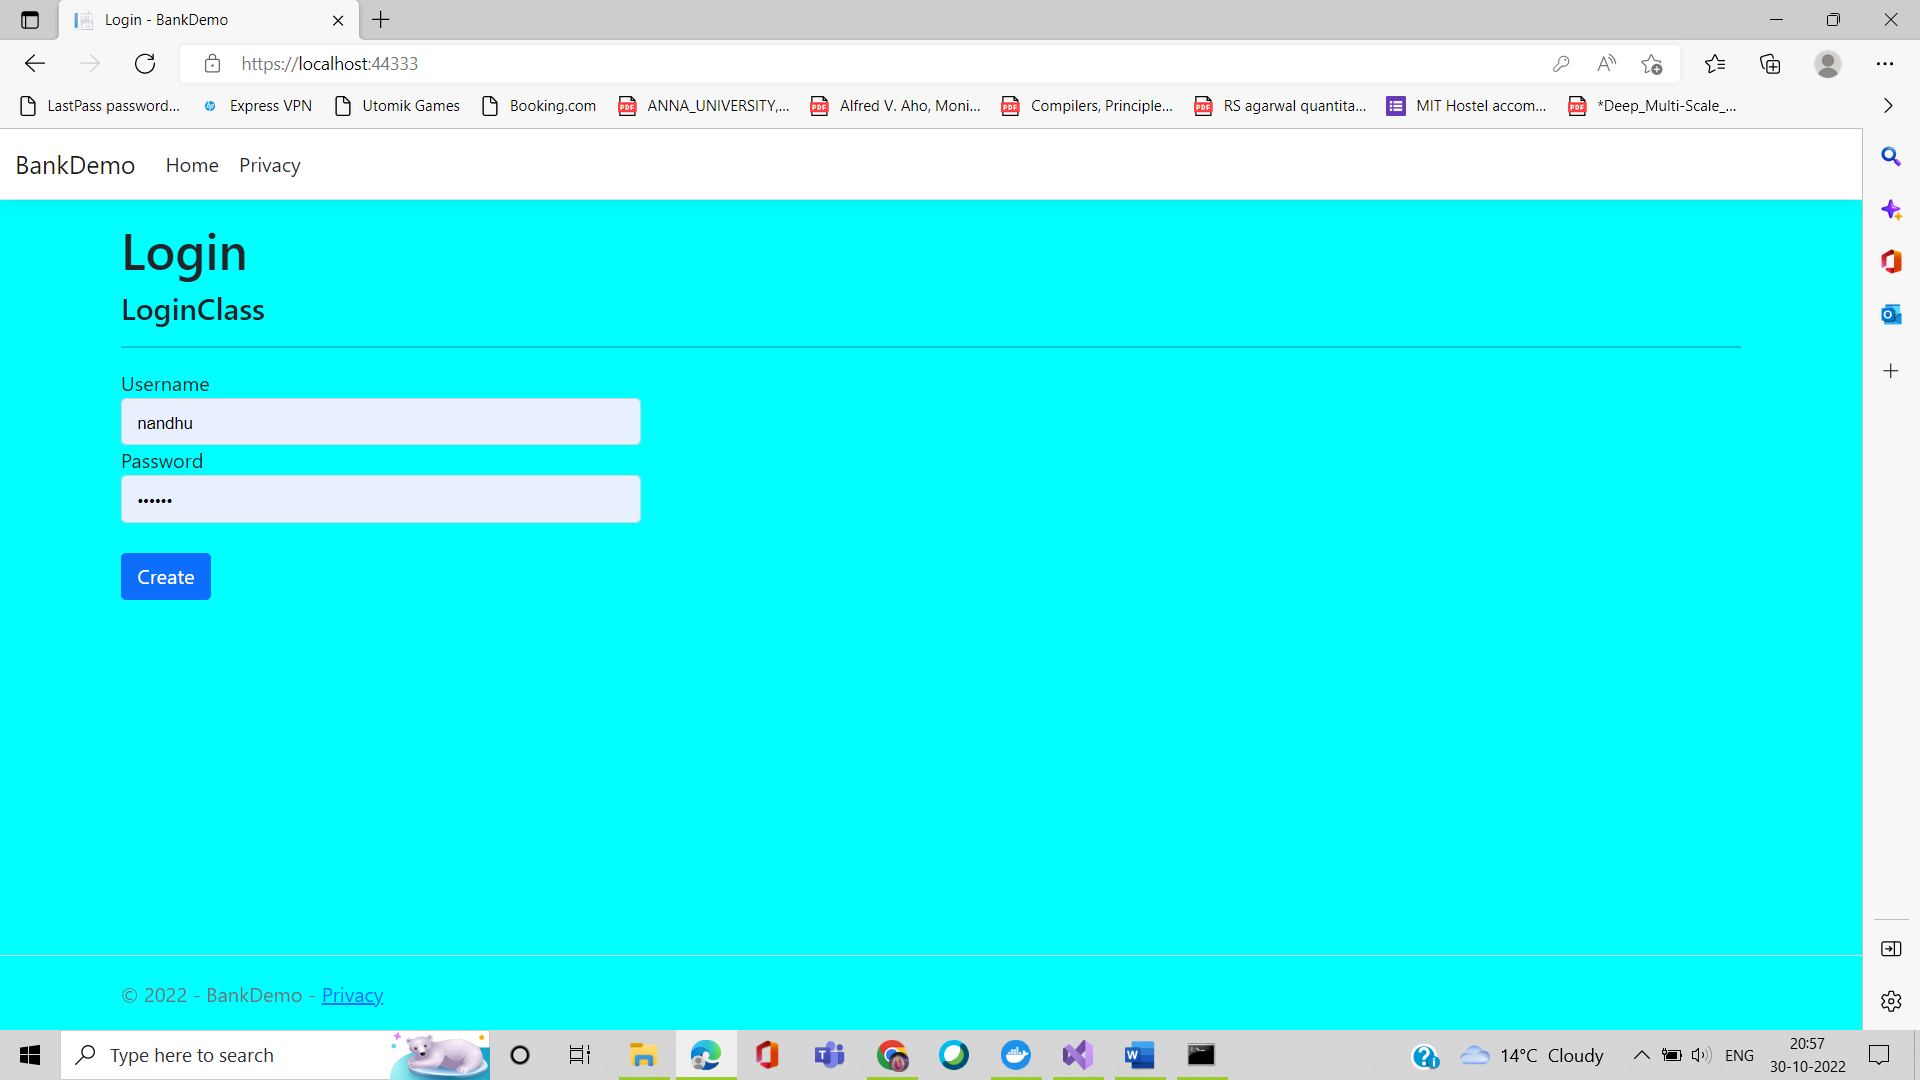 Login - BankDemo
https://localhost:44333
LastPass password...
Express VPN
Utomik Games
Booking.com
ANNA_UNIVERSITY,...
Alfred V. Aho, Moni...
Compilers, Principle...
RS agarwal quantita...
MIT Hostel accom...
*Deep_Multi-Scale_...
BankDemo
Home
Privacy
Login
LoginClass
Username
nandhu
Password
••••••
Create
© 2022 - BankDemo - Privacy
Type here to search
14°C Cloudy
ENG
20:57
30-10-2022